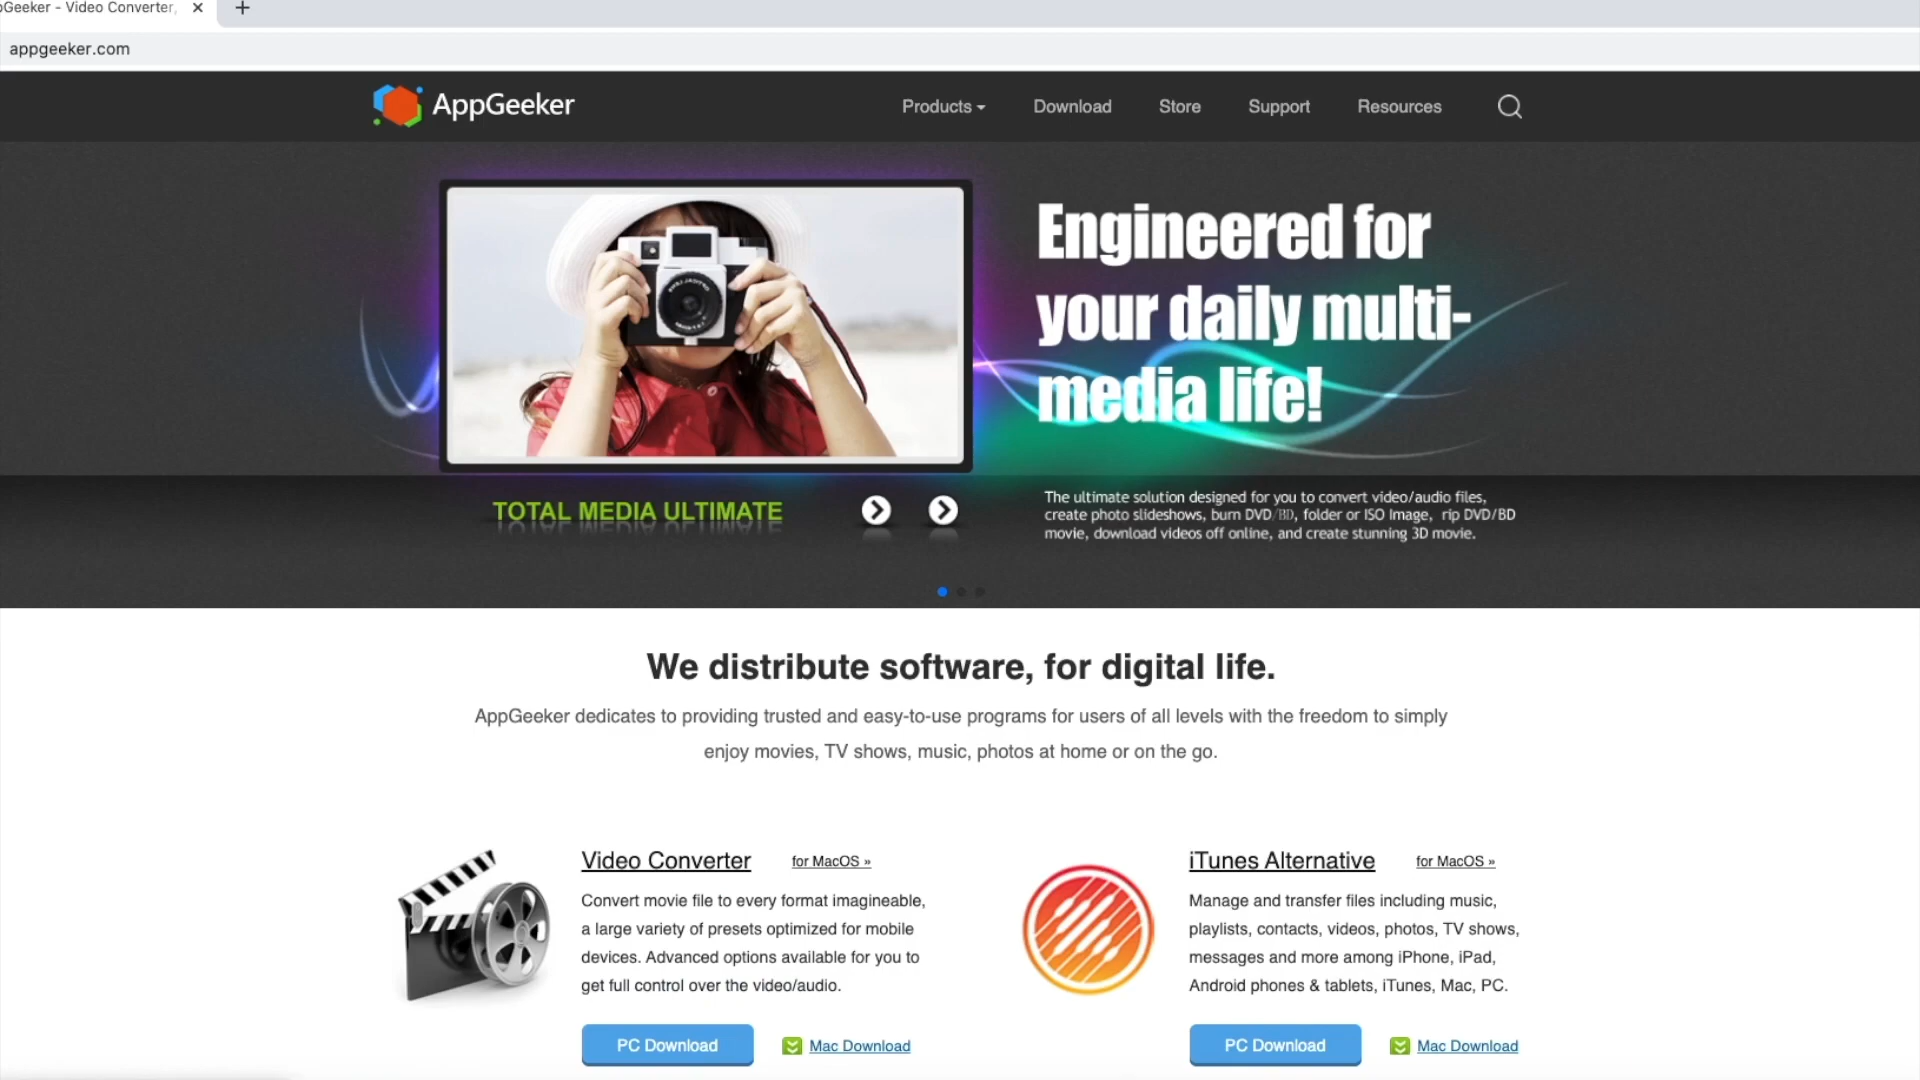 Geeker - Video Converter,
appgeeker.com
AppGeeker
Products
Download
Store
Support
Resources
Engineered for
your daily multi-
media life!
TOTAL MEDIA ULTIMATE
The ultimate solution designed for you to convert video/audio files,
create photo slideshows, burn DVD/BD, folder or ISO Image, rip DVD/BD
movie, download videos off online, and create stunning 3D movie.
We distribute software, for digital life.
AppGeeker dedicates to providing trusted and easy-to-use programs for users of all levels with the freedom to simply
enjoy movies, TV shows, music, photos at home or on the go.
Video Converter
for MacOS »
Convert movie file to every format imagineable,
a large variety of presets optimized for mobile
devices. Advanced options available for you to
get full control over the video/audio.
PC Download
Mac Download
iTunes Alternative
for MacOS »
Manage and transfer files including music,
playlists, contacts, videos, photos, TV shows,
messages and more among iPhone, iPad,
Android phones & tablets, iTunes, Mac, PC.
PC Download
Mac Download